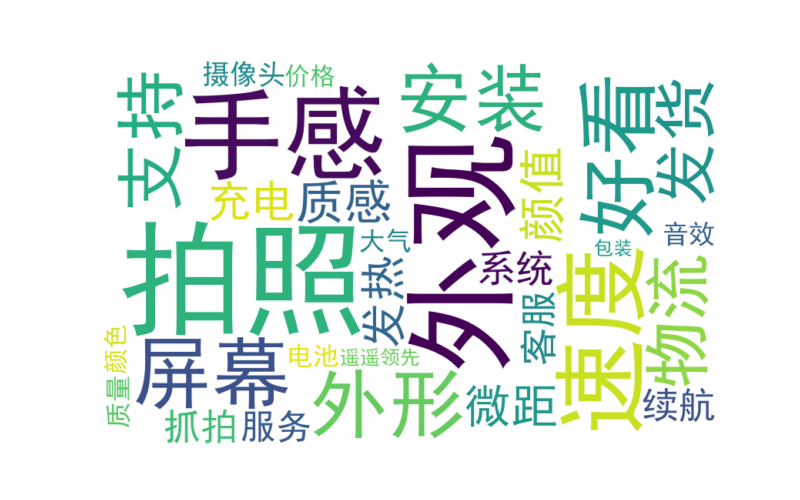 摄像头
价格
支持
手感
安装
好看
发货
充电
质感
外观
颜值
大气
音效
包装
拍照
发热
系统
速度
物流
客服
颜色
屏幕
电池
遥遥领先
质量
外形
微距
续航
抓拍
服务